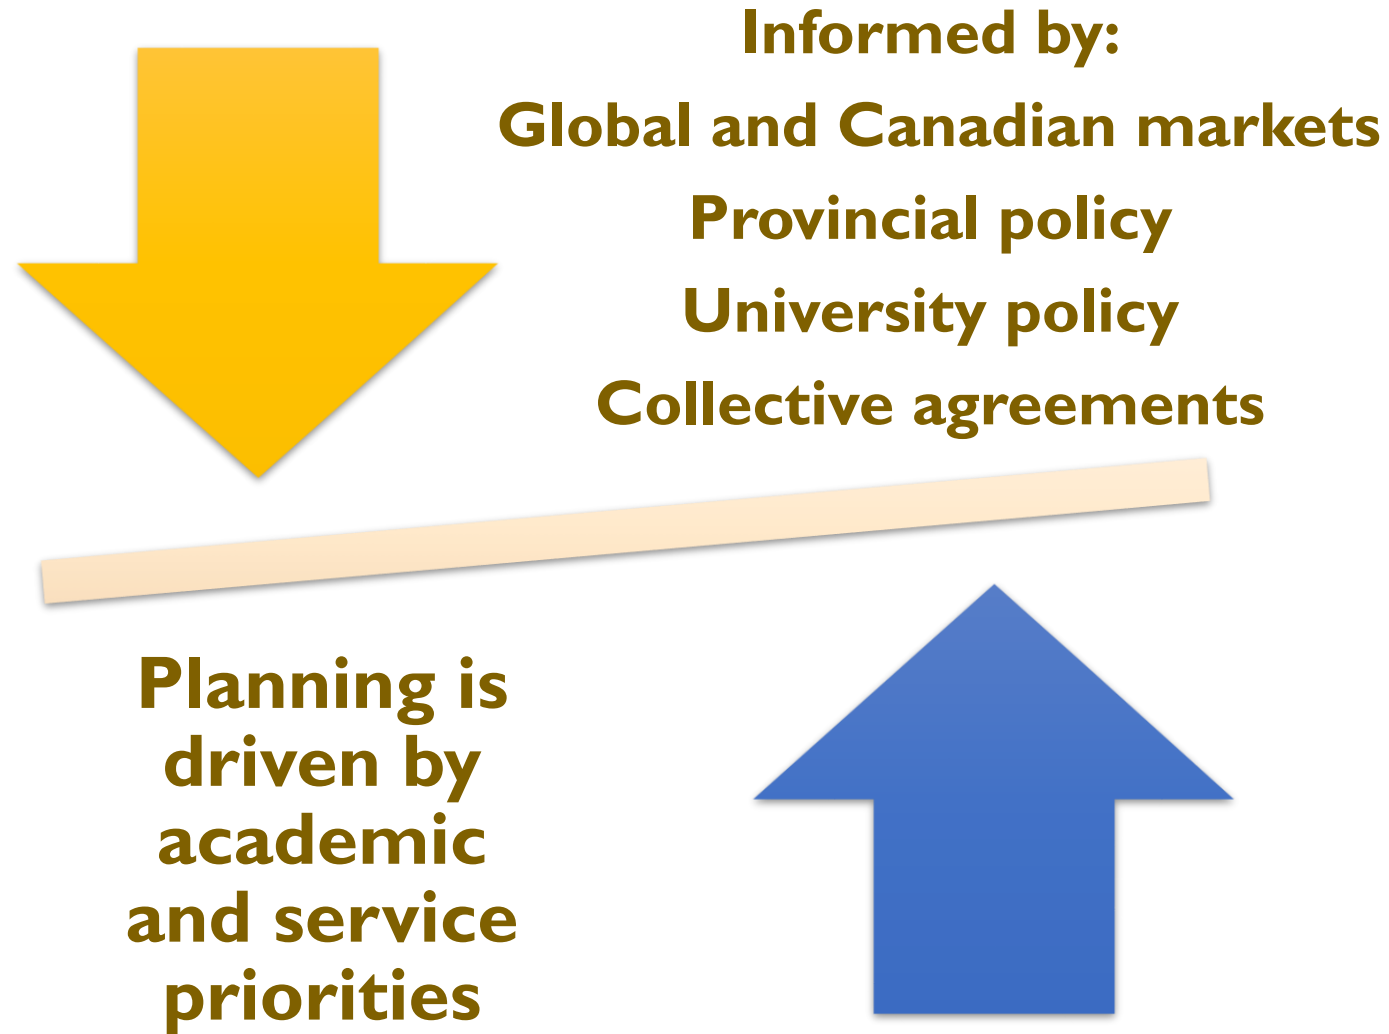 Informed by:
Global and Canadian markets
Provincial policy
University policy
Collective agreements
Planning is
driven by
academic
and service
priorities